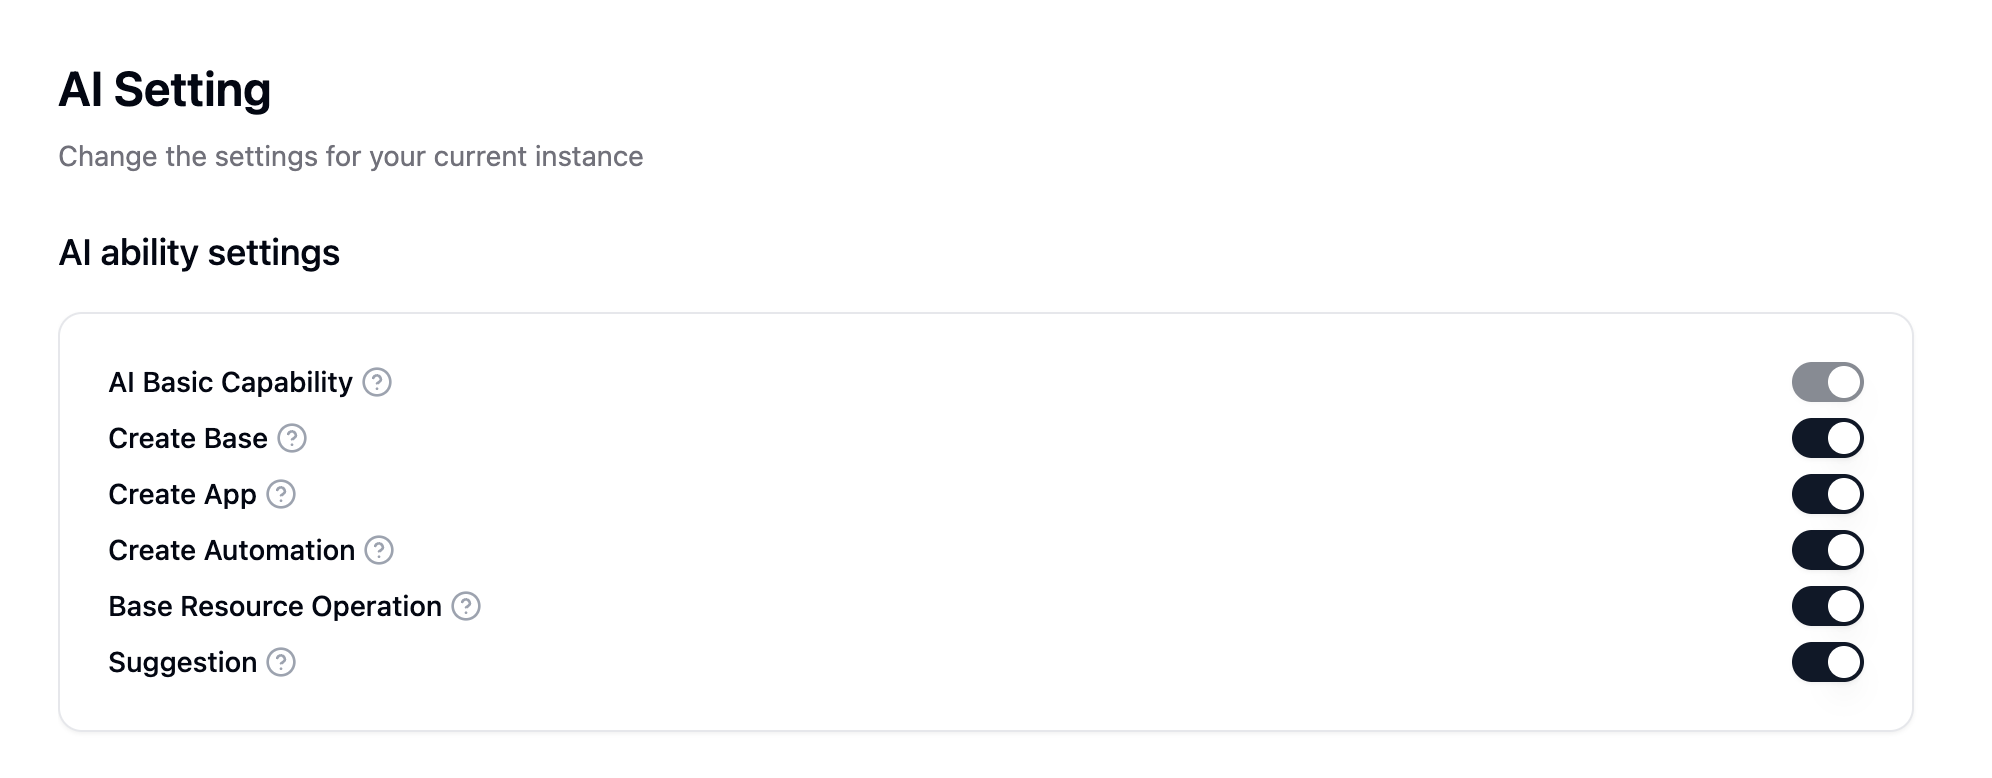 AI Setting
Change the settings for your current instance
AI ability settings
AI Basic Capability ?
Create Base ?
Create App ?
Create Automation ?
Base Resource Operation ?
Suggestion ?